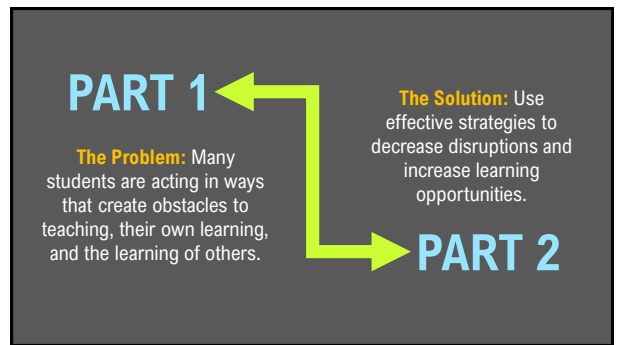 PART 1
The Problem: Many
students are acting in ways
that create obstacles to
teaching, their own learning,
and the learning of others.
The Solution: Use
effective strategies to
decrease disruptions and
increase learning
opportunities.
PART 2